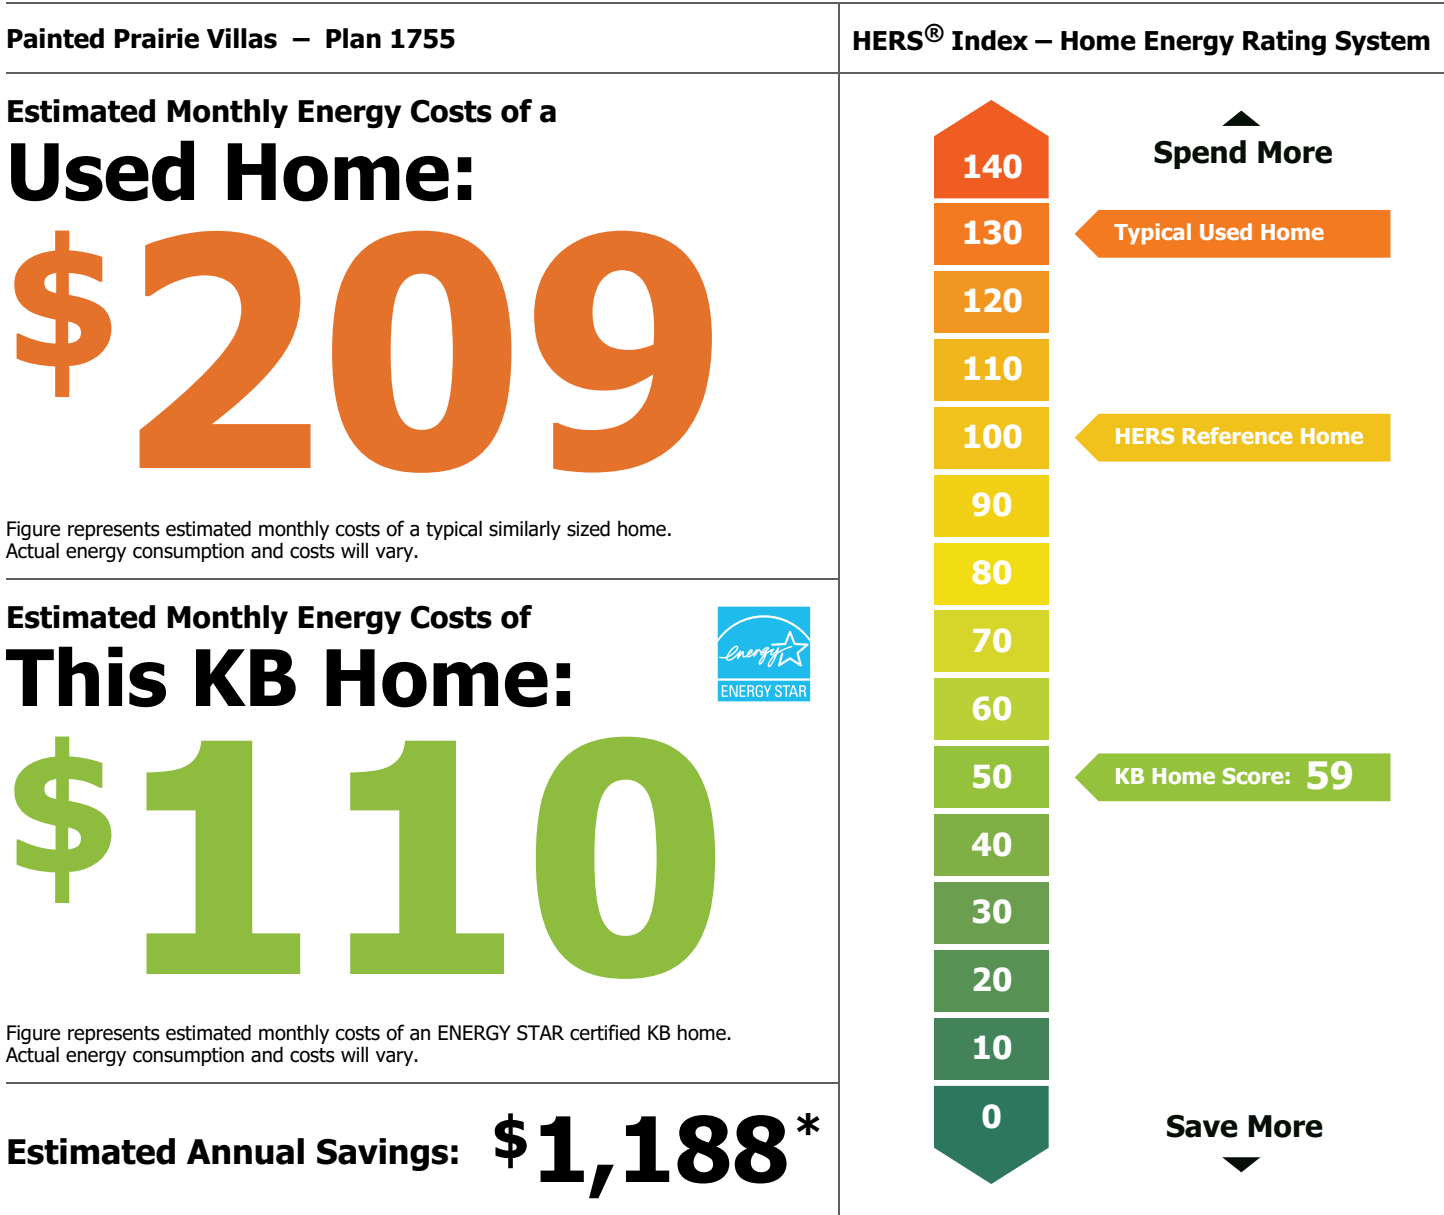 Painted Prairie Villas – Plan 1755
Estimated Monthly Energy Costs of a
Used Home:
$209
Figure represents estimated monthly costs of a typical similarly sized home.
Actual energy consumption and costs will vary.
Estimated Monthly Energy Costs of
This KB Home:
energy
ENERGY STAR
$110
Figure represents estimated monthly costs of an ENERGY STAR certified KB home.
Actual energy consumption and costs will vary.
Estimated Annual Savings: $1,188*
HERS® Index – Home Energy Rating System
Spend More
140
130 Typical Used Home
120
110
100 HERS Reference Home
90
80
70
60
50 KB Home Score: 59
40
30
20
10
0
Save More